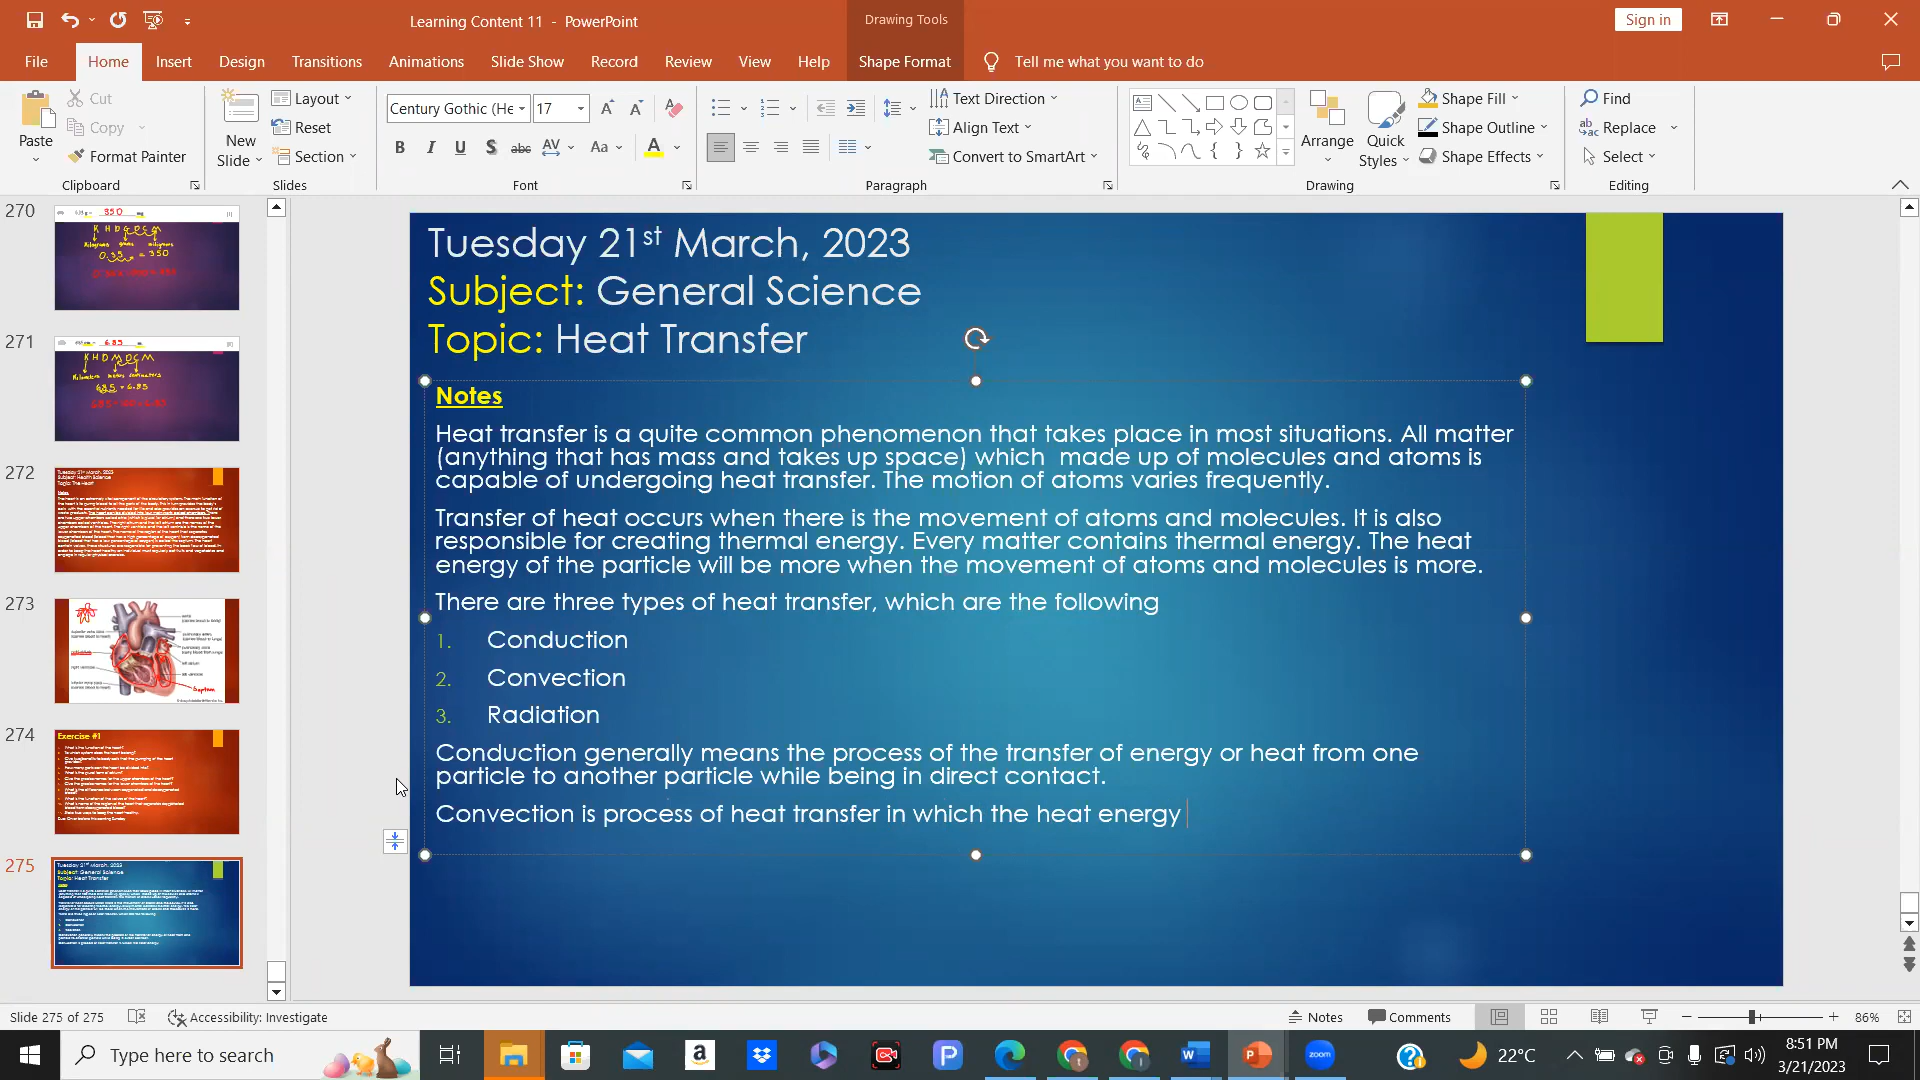 Learning Content 11 - PowerPoint
Drawing Tools
Sign in
File Home Insert Design Transitions Animations Slide Show Record Review View Help Shape Format Tell me what you want to do
Paste
Cut
Copy
Format Painter
Clipboard
New Slide
Layout
Reset
Section
Slides
Century Gothic (He 17
B I U S abc AV Aa A
Font
Text Direction
Align Text
Convert to SmartArt
Paragraph
Arrange
Quick Styles
Shape Fill
Shape Outline
Shape Effects
Drawing
Find
Replace
Select
Editing
270
271
272
273
274
Exercise #1
275
Tuesday 21st March, 2023
Subject: General Science
Topic: Heat Transfer
Notes
Heat transfer is a quite common phenomenon that takes place in most situations. All matter
(anything that has mass and takes up space) which  made up of molecules and atoms is
capable of undergoing heat transfer. The motion of atoms varies frequently.
Transfer of heat occurs when there is the movement of atoms and molecules. It is also
responsible for creating thermal energy. Every matter contains thermal energy. The heat
energy of the particle will be more when the movement of atoms and molecules is more.
There are three types of heat transfer, which are the following
1. Conduction
2. Convection
3. Radiation
Conduction generally means the process of the transfer of energy or heat from one
particle to another particle while being in direct contact.
Convection is process of heat transfer in which the heat energy
Slide 275 of 275
Accessibility: Investigate
Notes
Comments
86%
Type here to search
zoom
22°C
8:51 PM
3/21/2023